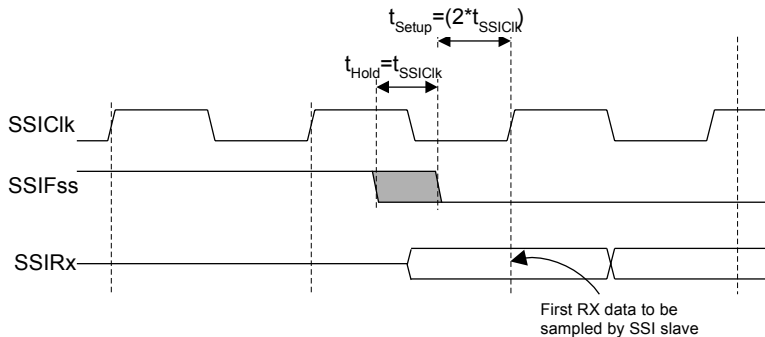 tSetup=(2*tSSIClk)
tHold=tSSIClk
SSIClk
SSIFss
SSIRx
First RX data to be
sampled by SSI slave